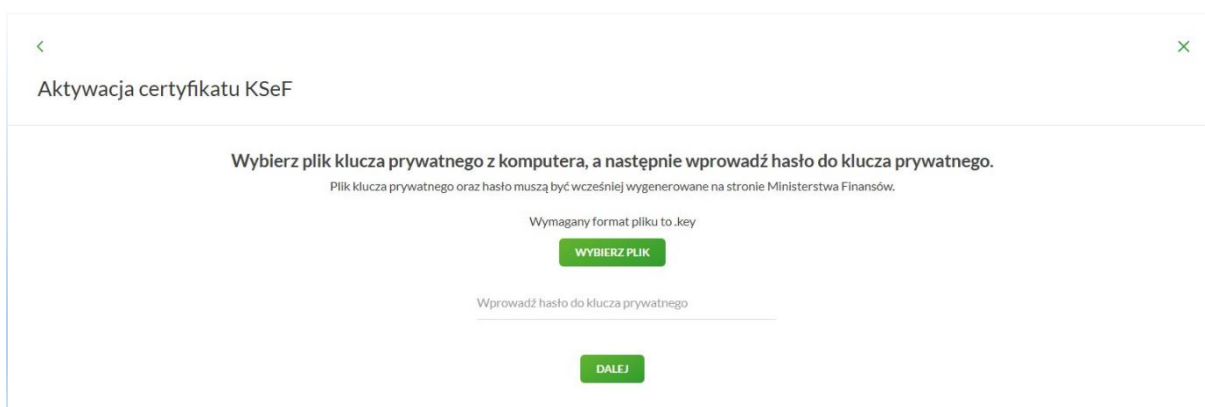 Aktywacja certyfikatu KSeF
Wybierz plik klucza prywatnego z komputera, a następnie wprowadź hasło do klucza prywatnego.
Plik klucza prywatnego oraz hasło muszą być wcześniej wygenerowane na stronie Ministerstwa Finansów.
Wymagany format pliku to .key
WYBIERZ PLIK
Wprowadź hasło do klucza prywatnego
DALEJ